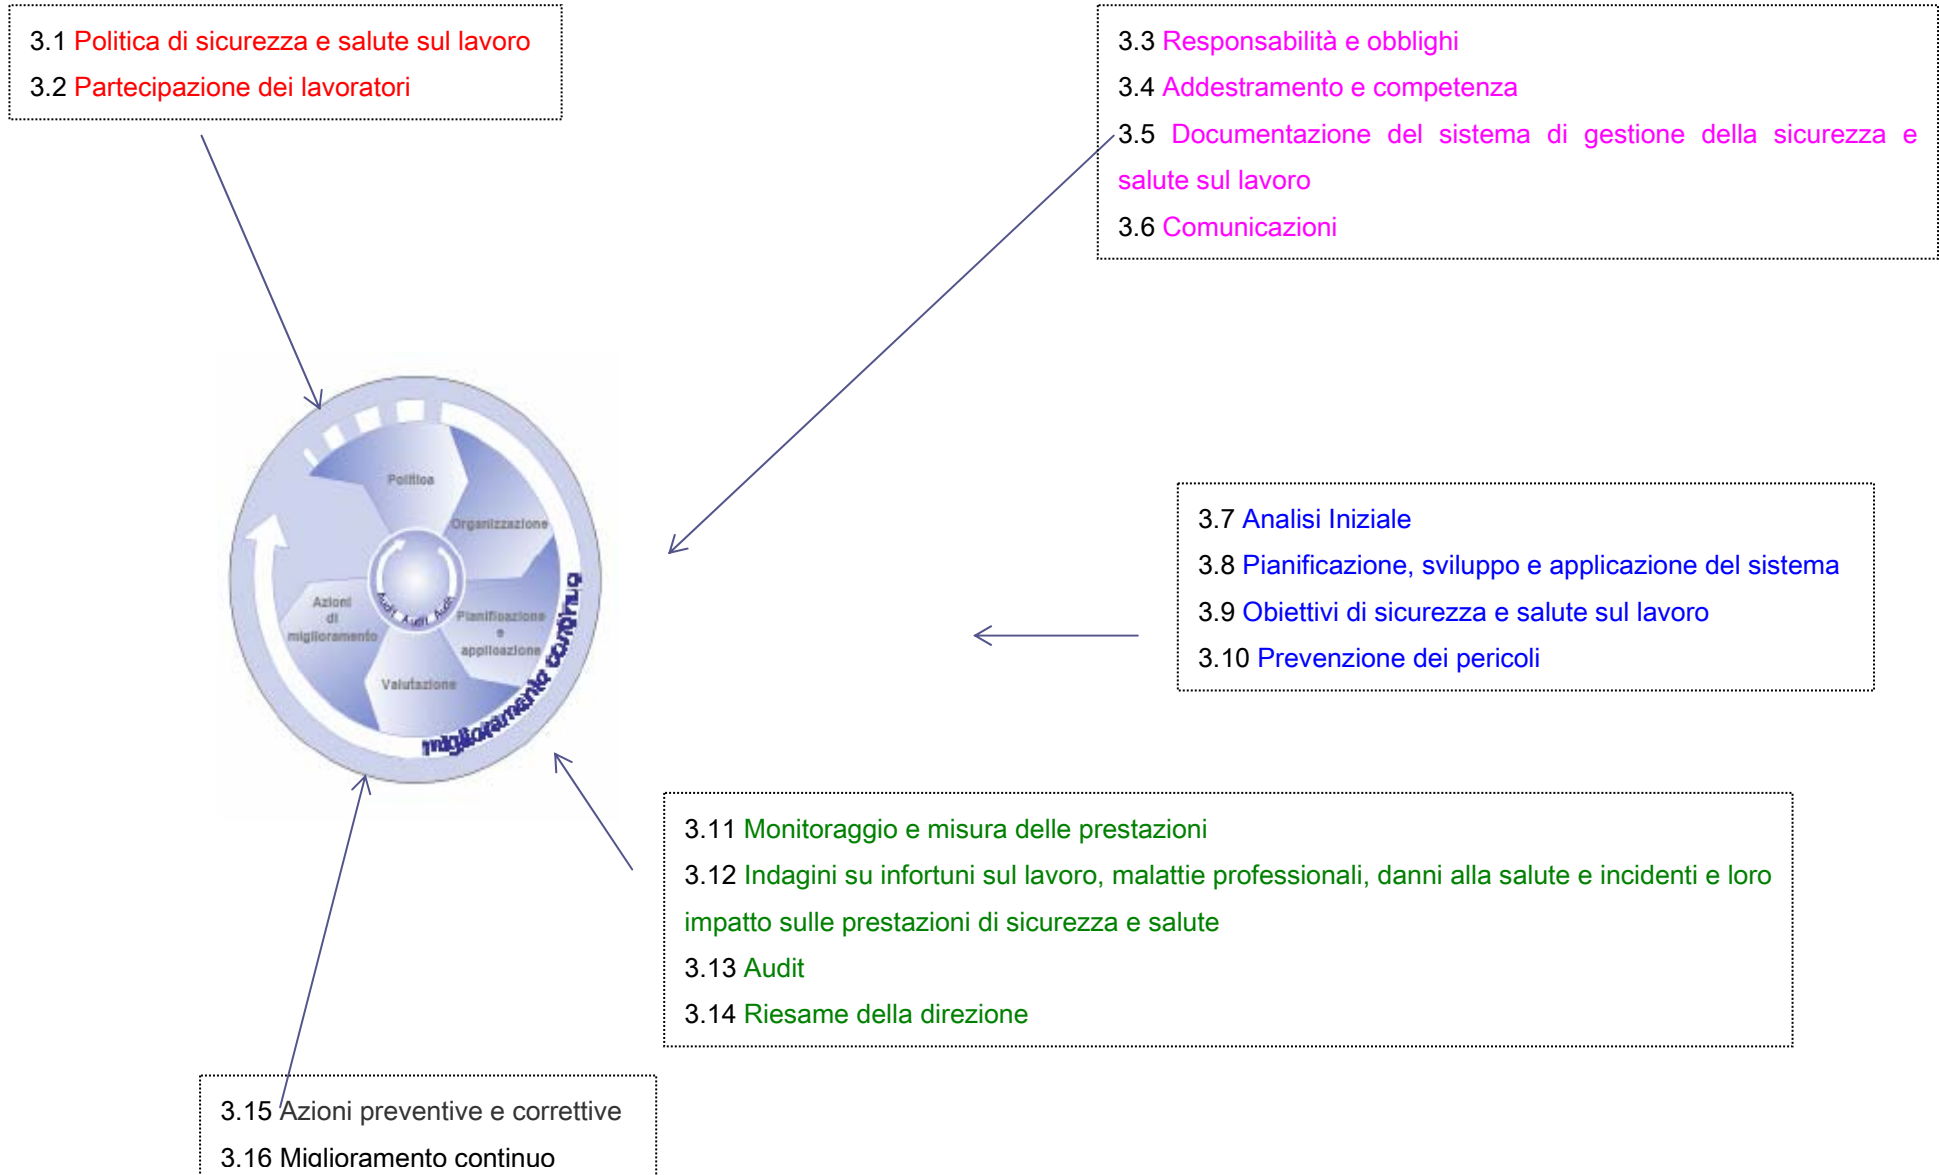 3.1 Politica di sicurezza e salute sul lavoro
3.2 Partecipazione dei lavoratori
3.3 Responsabilità e obblighi
3.4 Addestramento e competenza
3.5 Documentazione del sistema di gestione della sicurezza e
salute sul lavoro
3.6 Comunicazioni
Politica
Organizzazione
Pianificazione
e
applicazione
Valutazione
Azioni
di
miglioramento
Audit Audit Audit
miglioramento continuo
3.7 Analisi Iniziale
3.8 Pianificazione, sviluppo e applicazione del sistema
3.9 Obiettivi di sicurezza e salute sul lavoro
3.10 Prevenzione dei pericoli
3.11 Monitoraggio e misura delle prestazioni
3.12 Indagini su infortuni sul lavoro, malattie professionali, danni alla salute e incidenti e loro
impatto sulle prestazioni di sicurezza e salute
3.13 Audit
3.14 Riesame della direzione
3.15 Azioni preventive e correttive
3.16 Miglioramento continuo